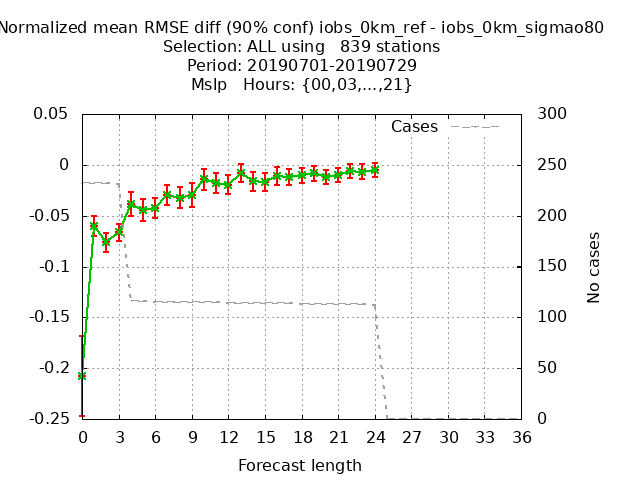 Normalized mean RMSE diff (90% conf) iobs_0km_ref - iobs_0km_sigmao80
Selection: ALL using   839 stations
Period: 20190701-20190729
Mslp   Hours: {00,03,...,21}
Cases
0.05
0
-0.05
-0.1
-0.15
-0.2
-0.25
300
250
200
150
100
50
0
No cases
0 3 6 9 12 15 18 21 24 27 30 33 36
Forecast length